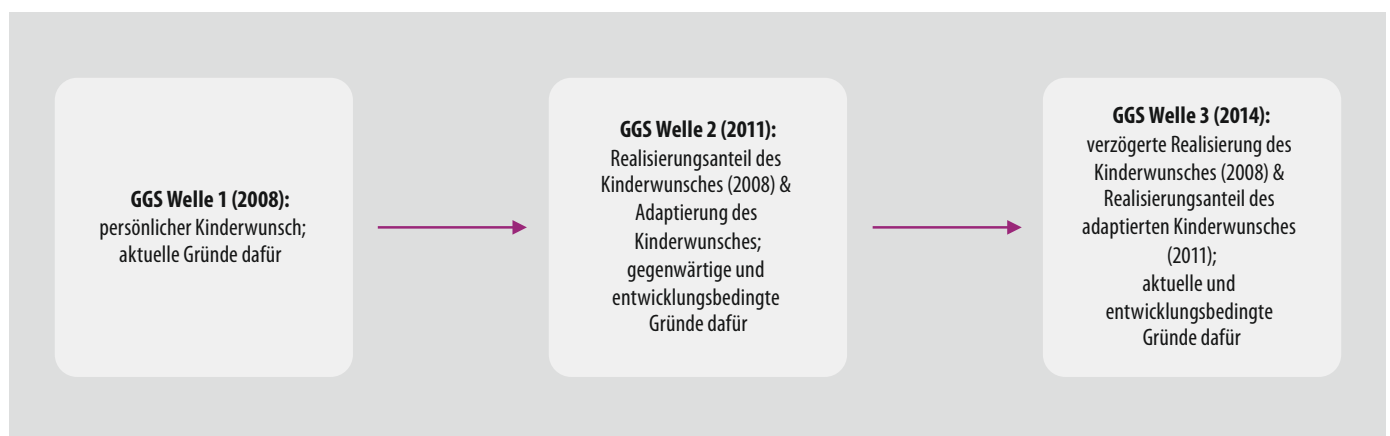 GGS Welle 1 (2008):
persönlicher Kinderwunsch;
aktuelle Gründe dafür
GGS Welle 2 (2011):
Realisierungsanteil des
Kinderwunsches (2008) &
Adaptierung des
Kinderwunsches;
gegenwärtige und
entwicklungsbedingte
Gründe dafür
GGS Welle 3 (2014):
verzögerte Realisierung des
Kinderwunsches (2008) &
Realisierungsanteil des
adaptierten Kinderwunsches
(2011);
aktuelle und
entwicklungsbedingte
Gründe dafür